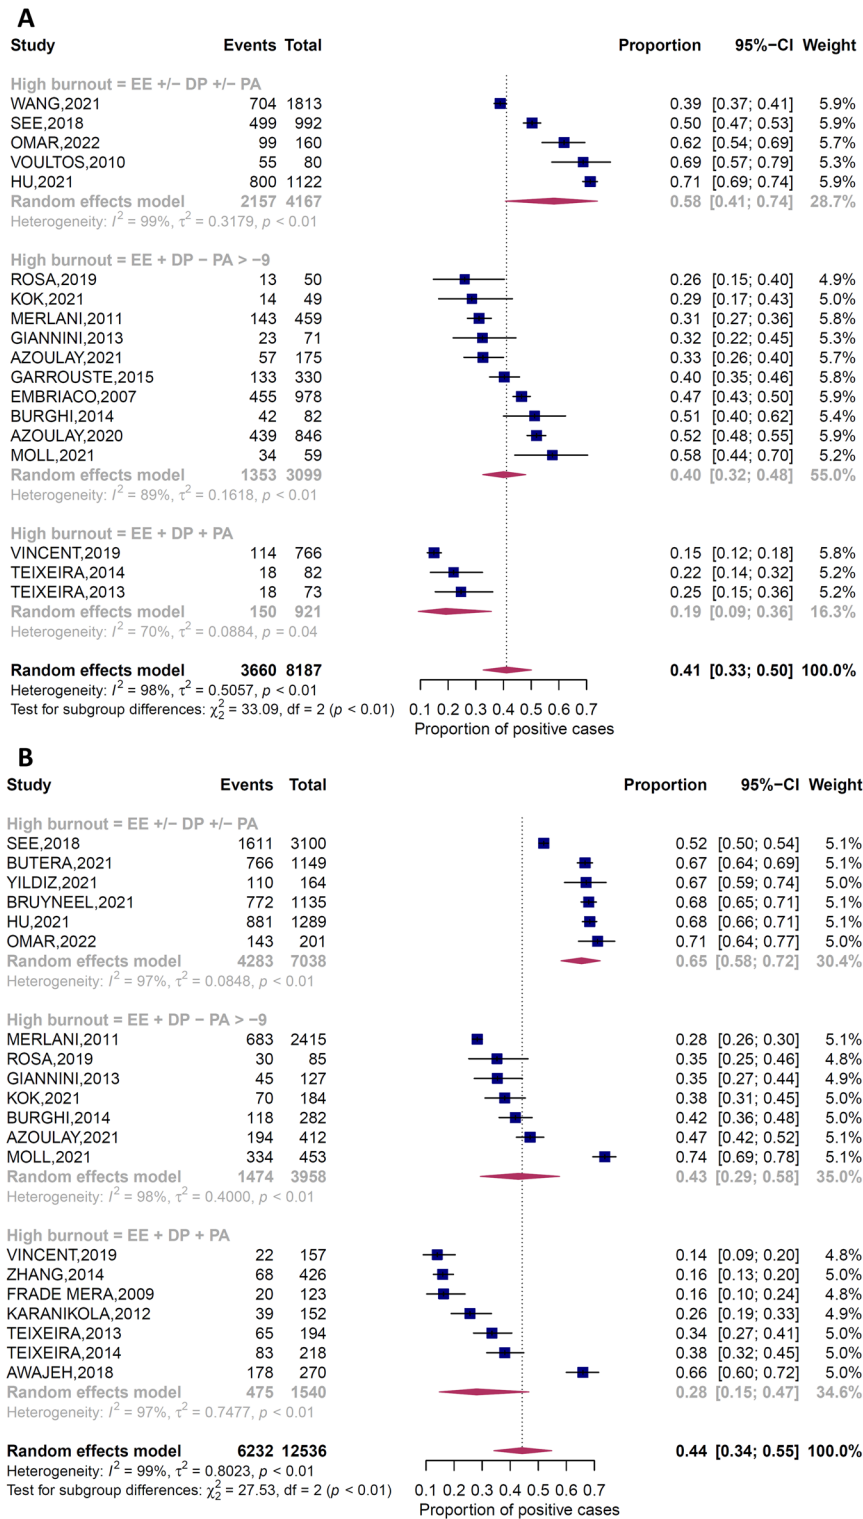 A
Study Events Total Proportion 95%−CI Weight
High burnout = EE +/− DP +/− PA
WANG,2021 704 1813 0.39 [0.37; 0.41] 5.9%
SEE,2018 499 992 0.50 [0.47; 0.53] 5.9%
OMAR,2022 99 160 0.62 [0.54; 0.69] 5.7%
VOULTOS,2010 55 80 0.69 [0.57; 0.79] 5.3%
HU,2021 800 1122 0.71 [0.69; 0.74] 5.9%
Random effects model 2157 4167 0.58 [0.41; 0.74] 28.7%
Heterogeneity: I² = 99%, τ² = 0.3179, p < 0.01
High burnout = EE + DP − PA > −9
ROSA,2019 13 50 0.26 [0.15; 0.40] 4.9%
KOK,2021 14 49 0.29 [0.17; 0.43] 5.0%
MERLANI,2011 143 459 0.31 [0.27; 0.36] 5.8%
GIANNINI,2013 23 71 0.32 [0.22; 0.45] 5.3%
AZOULAY,2021 57 175 0.33 [0.26; 0.40] 5.7%
GARROUSTE,2015 133 330 0.40 [0.35; 0.46] 5.8%
EMBRIACO,2007 455 978 0.47 [0.43; 0.50] 5.9%
BURGHI,2014 42 82 0.51 [0.40; 0.62] 5.4%
AZOULAY,2020 439 846 0.52 [0.48; 0.55] 5.9%
MOLL,2021 34 59 0.58 [0.44; 0.70] 5.2%
Random effects model 1353 3099 0.40 [0.32; 0.48] 55.0%
Heterogeneity: I² = 89%, τ² = 0.1618, p < 0.01
High burnout = EE + DP + PA
VINCENT,2019 114 766 0.15 [0.12; 0.18] 5.8%
TEIXEIRA,2014 18 82 0.22 [0.14; 0.32] 5.2%
TEIXEIRA,2013 18 73 0.25 [0.15; 0.36] 5.2%
Random effects model 150 921 0.19 [0.09; 0.36] 16.3%
Heterogeneity: I² = 70%, τ² = 0.0884, p = 0.04
Random effects model 3660 8187 0.41 [0.33; 0.50] 100.0%
Heterogeneity: I² = 98%, τ² = 0.5057, p < 0.01
Test for subgroup differences: χ²₂ = 33.09, df = 2 (p < 0.01) 0.1 0.2 0.3 0.4 0.5 0.6 0.7
Proportion of positive cases
B
Study Events Total Proportion 95%−CI Weight
High burnout = EE +/− DP +/− PA
SEE,2018 1611 3100 0.52 [0.50; 0.54] 5.1%
BUTERA,2021 766 1149 0.67 [0.64; 0.69] 5.1%
YILDIZ,2021 110 164 0.67 [0.59; 0.74] 5.0%
BRUYNEEL,2021 772 1135 0.68 [0.65; 0.71] 5.1%
HU,2021 881 1289 0.68 [0.66; 0.71] 5.1%
OMAR,2022 143 201 0.71 [0.64; 0.77] 5.0%
Random effects model 4283 7038 0.65 [0.58; 0.72] 30.4%
Heterogeneity: I² = 97%, τ² = 0.0848, p < 0.01
High burnout = EE + DP − PA > −9
MERLANI,2011 683 2415 0.28 [0.26; 0.30] 5.1%
ROSA,2019 30 85 0.35 [0.25; 0.46] 4.8%
GIANNINI,2013 45 127 0.35 [0.27; 0.44] 4.9%
KOK,2021 70 184 0.38 [0.31; 0.45] 5.0%
BURGHI,2014 118 282 0.42 [0.36; 0.48] 5.0%
AZOULAY,2021 194 412 0.47 [0.42; 0.52] 5.1%
MOLL,2021 334 453 0.74 [0.69; 0.78] 5.1%
Random effects model 1474 3958 0.43 [0.29; 0.58] 35.0%
Heterogeneity: I² = 98%, τ² = 0.4000, p < 0.01
High burnout = EE + DP + PA
VINCENT,2019 22 157 0.14 [0.09; 0.20] 4.8%
ZHANG,2014 68 426 0.16 [0.13; 0.20] 5.0%
FRADE MERA,2009 20 123 0.16 [0.10; 0.24] 4.8%
KARANIKOLA,2012 39 152 0.26 [0.19; 0.33] 4.9%
TEIXEIRA,2013 65 194 0.34 [0.27; 0.41] 5.0%
TEIXEIRA,2014 83 218 0.38 [0.32; 0.45] 5.0%
AWAJEH,2018 178 270 0.66 [0.60; 0.72] 5.0%
Random effects model 475 1540 0.28 [0.15; 0.47] 34.6%
Heterogeneity: I² = 97%, τ² = 0.7477, p < 0.01
Random effects model 6232 12536 0.44 [0.34; 0.55] 100.0%
Heterogeneity: I² = 99%, τ² = 0.8023, p < 0.01
Test for subgroup differences: χ²₂ = 27.53, df = 2 (p < 0.01) 0.1 0.2 0.3 0.4 0.5 0.6 0.7
Proportion of positive cases